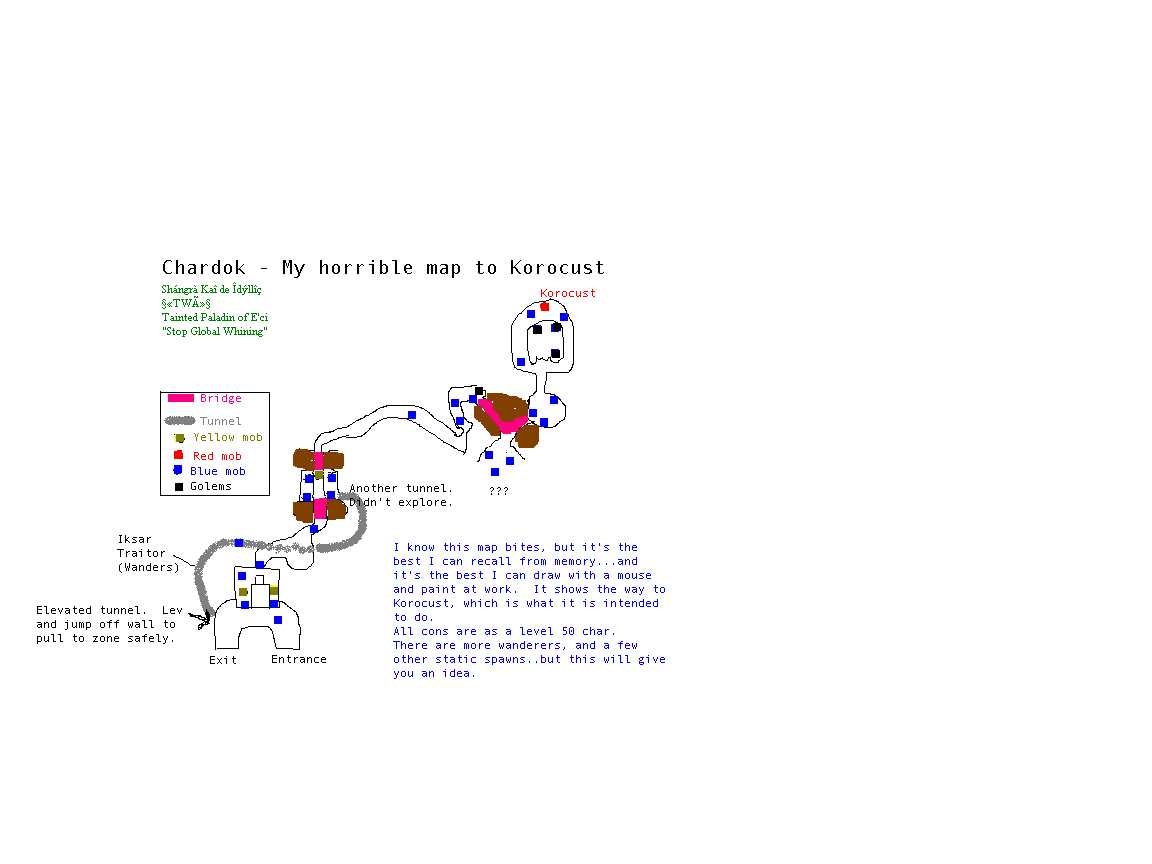 Chardok - My horrible map to Korocust
Shángrà Kaî de Îdýllîç
§«TWÃ»§
Tainted Paladin of E'ci
"Stop Global Whining"
Korocust
Bridge
Tunnel
Yellow mob
Red mob
Blue mob
Golems
Another tunnel.
Didn't explore.
???
Iksar
Traitor
(Wanders)
Elevated tunnel.  Lev
and jump off wall to
pull to zone safely.
Exit
Entrance
I know this map bites, but it's the
best I can recall from memory...and
it's the best I can draw with a mouse
and paint at work.  It shows the way to
Korocust, which is what it is intended
to do.
All cons are as a level 50 char.
There are more wanderers, and a few
other static spawns..but this will give
you an idea.